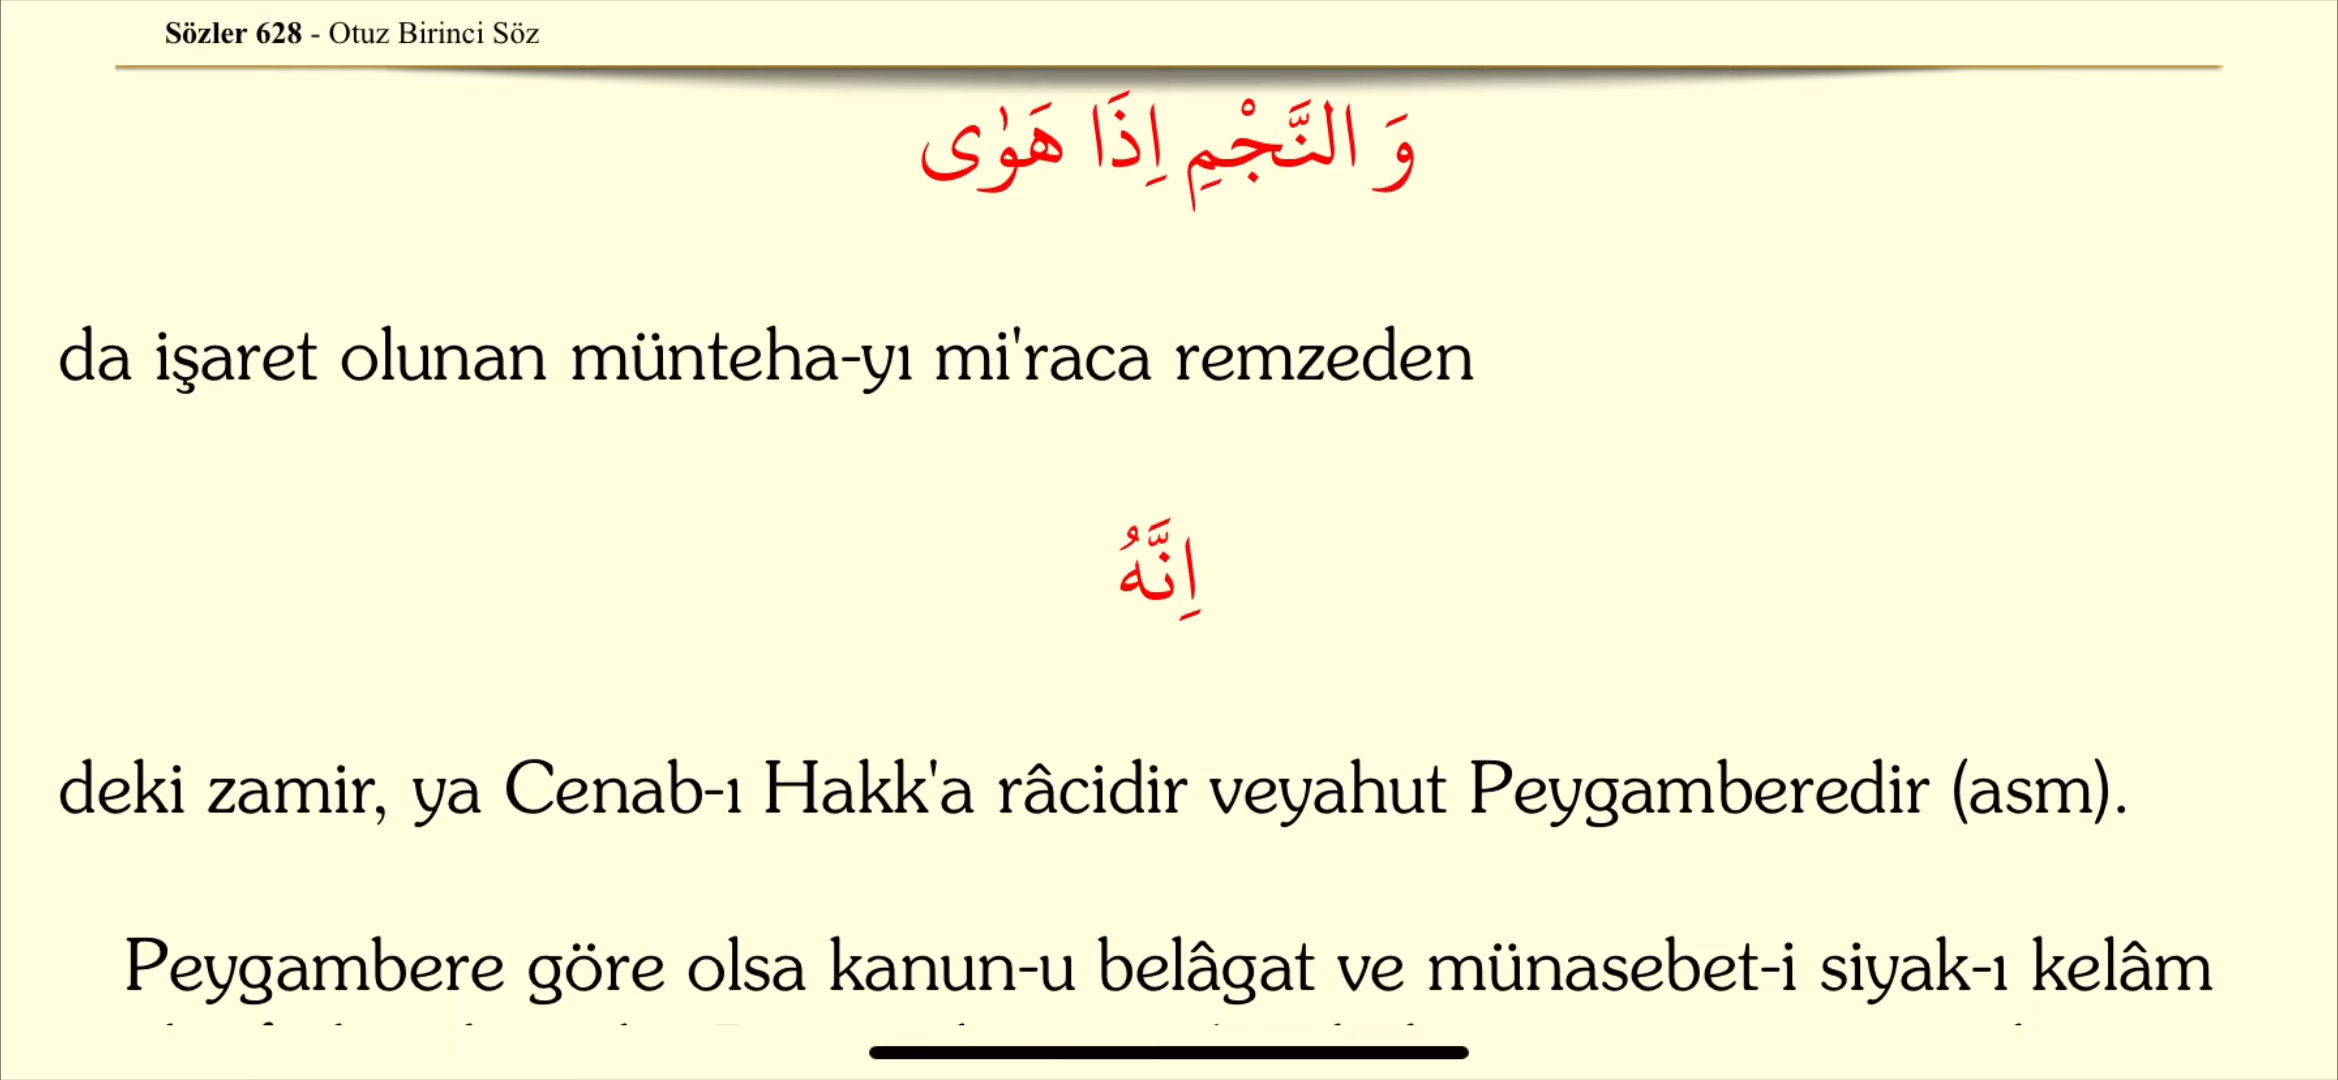 Sözler 628 - Otuz Birinci Söz
وَ النَّجْمِ اِذَا هَوٰى
da işaret olunan münteha-yı mi'raca remzeden
اِنَّهُ
deki zamir, ya Cenab-ı Hakk'a râcidir veyahut Peygamberedir (asm).
Peygambere göre olsa kanun-u belâgat ve münasebet-i siyak-ı kelâm